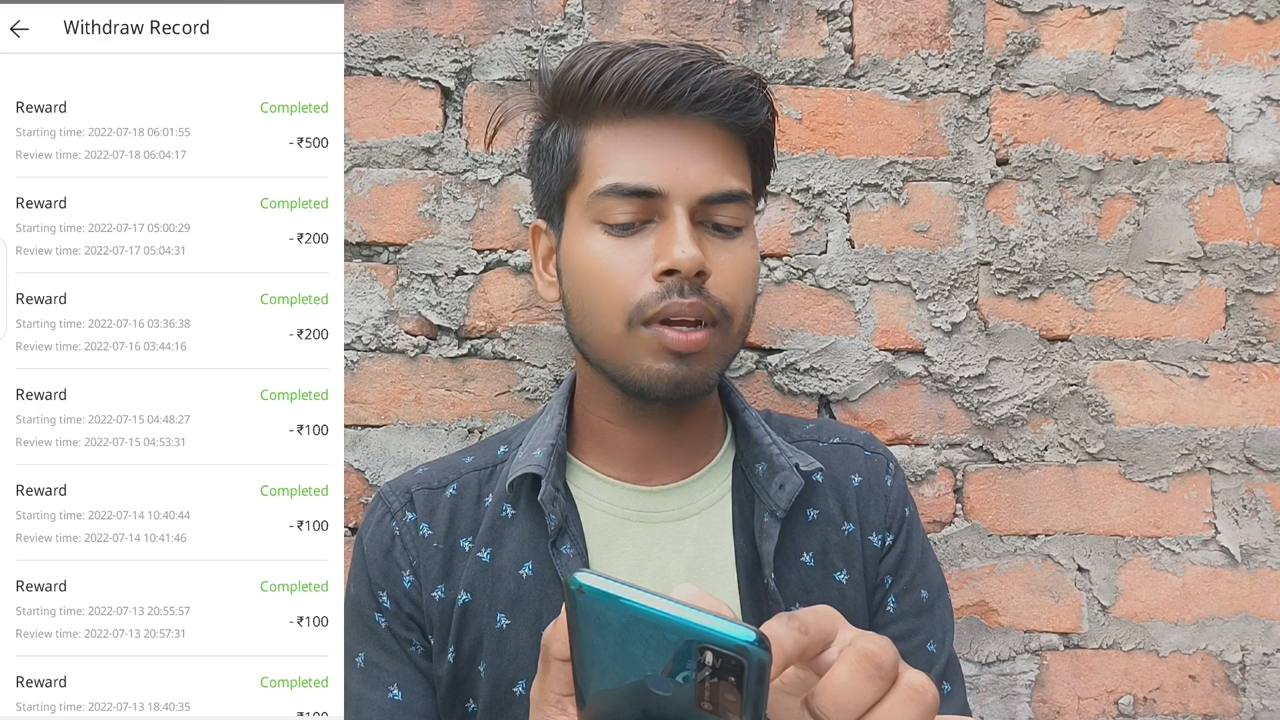 Withdraw Record
Reward Completed
Starting time: 2022-07-18 06:01:55
- ₹500
Review time: 2022-07-18 06:04:17
Reward Completed
Starting time: 2022-07-17 05:00:29
- ₹200
Review time: 2022-07-17 05:04:31
Reward Completed
Starting time: 2022-07-16 03:36:38
- ₹200
Review time: 2022-07-16 03:44:16
Reward Completed
Starting time: 2022-07-15 04:48:27
- ₹100
Review time: 2022-07-15 04:53:31
Reward Completed
Starting time: 2022-07-14 10:40:44
- ₹100
Review time: 2022-07-14 10:41:46
Reward Completed
Starting time: 2022-07-13 20:55:57
- ₹100
Review time: 2022-07-13 20:57:31
Reward Completed
Starting time: 2022-07-13 18:40:35